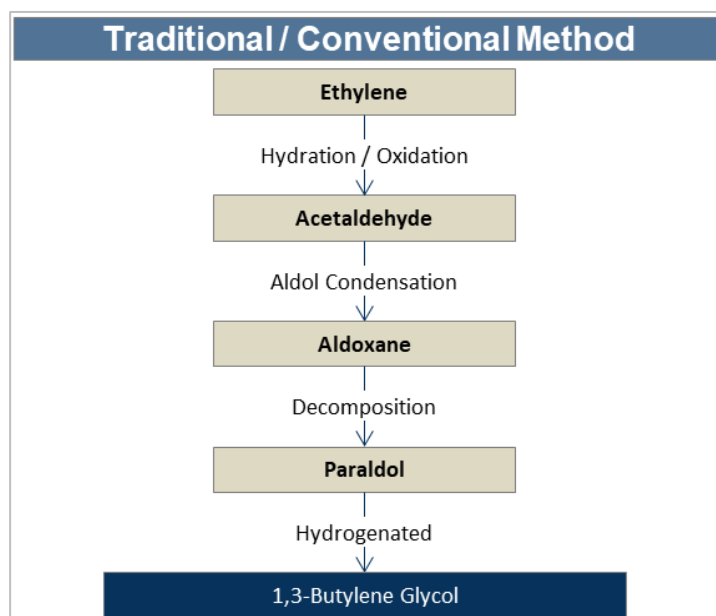 Traditional / Conventional Method
Ethylene
Hydration / Oxidation
Acetaldehyde
Aldol Condensation
Aldoxane
Decomposition
Paraldol
Hydrogenated
1,3-Butylene Glycol